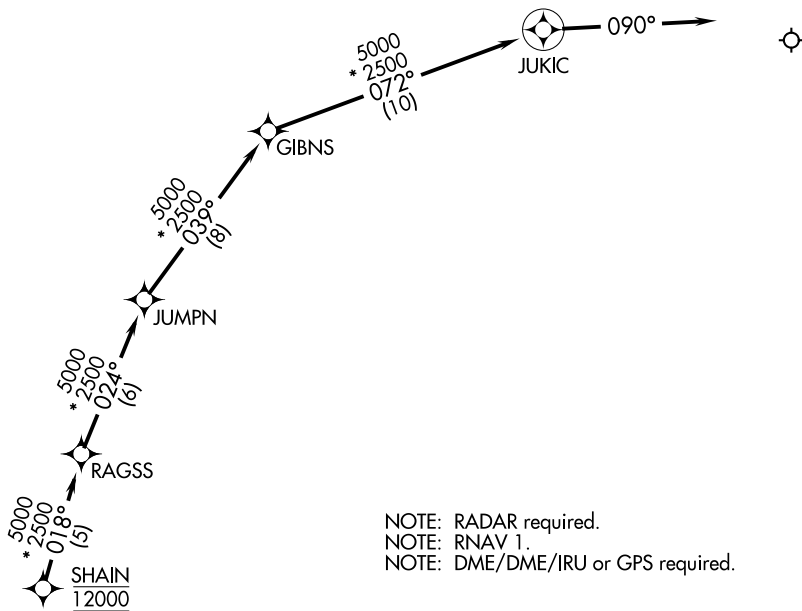 090°
JUKIC
5000
* 2500
072°
(10)
GIBNS
5000
* 2500
039°
(8)
JUMPN
5000
* 2500
024°
(6)
RAGSS
5000
* 2500
018°
(5)
SHAIN
12000
NOTE: RADAR required.
NOTE: RNAV 1.
NOTE: DME/DME/IRU or GPS required.